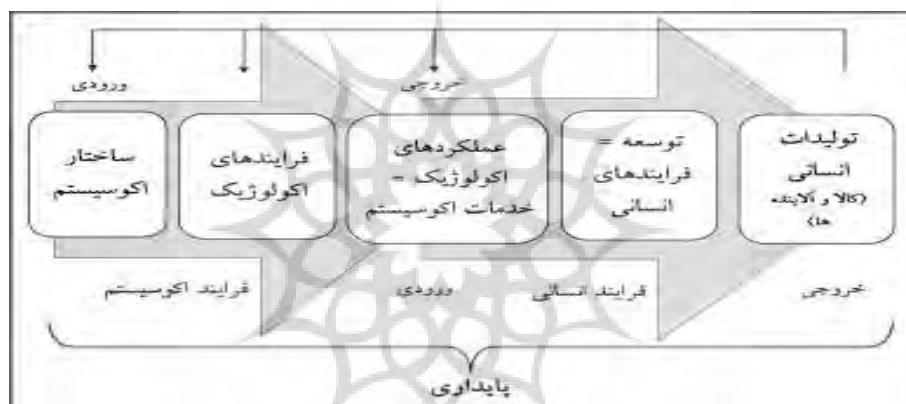 ورودی
خروجی
ساختار
اکوسیستم
فرایندهای
اکولوژیک
عملکردهای
اکولوژیک =
خدمات اکوسیستم
توسعه =
فرایندهای
انسانی
تولیدات
انسانی
(کالا و آلاینده
ها)
فرایند اکوسیستم
ورودی
فرایند انسانی
خروجی
پایداری